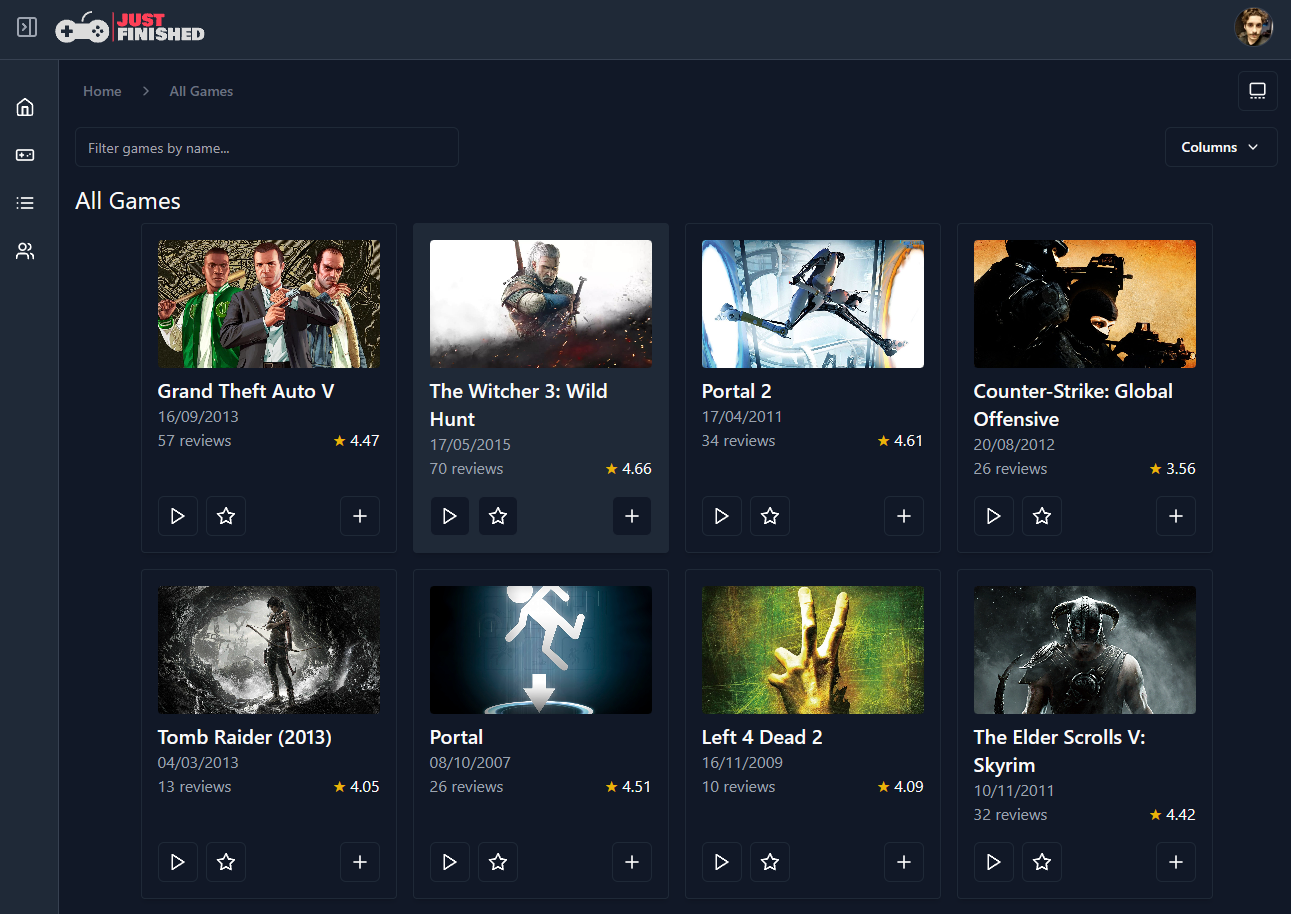 JUST
FINISHED
Home
All Games
Filter games by name...
Columns
All Games
Grand Theft Auto V
16/09/2013
57 reviews
4.47
The Witcher 3: Wild
Hunt
17/05/2015
70 reviews
4.66
Portal 2
17/04/2011
34 reviews
4.61
Counter-Strike: Global
Offensive
20/08/2012
26 reviews
3.56
Tomb Raider (2013)
04/03/2013
13 reviews
4.05
Portal
08/10/2007
26 reviews
4.51
Left 4 Dead 2
16/11/2009
10 reviews
4.09
The Elder Scrolls V:
Skyrim
10/11/2011
32 reviews
4.42